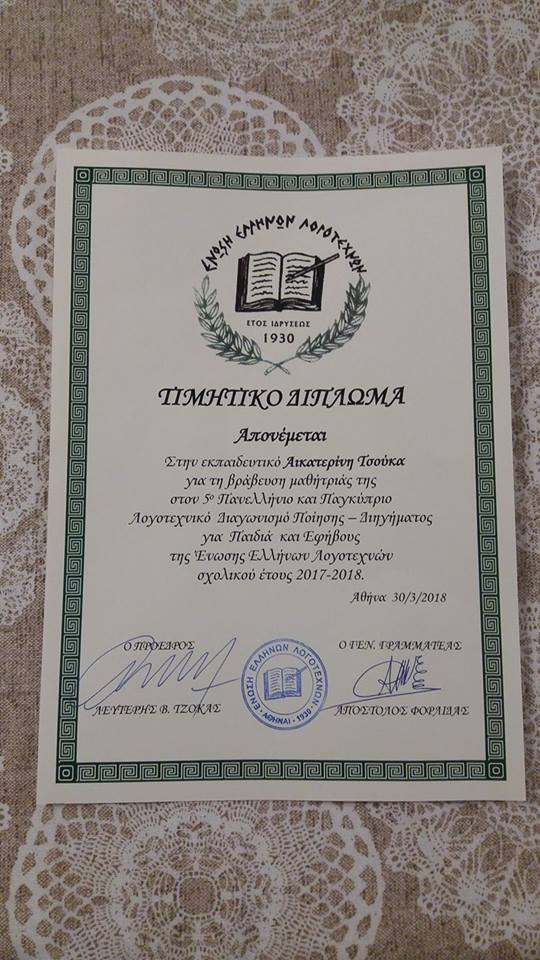 ΕΝΩΣΗ ΕΛΛΗΝΩΝ ΛΟΓΟΤΕΧΝΩΝ
ΕΤΟΣ ΙΔΡΥΣΕΩΣ
1930
ΤΙΜΗΤΙΚΟ ΔΙΠΛΩΜΑ
Απονέμεται
Στην εκπαιδευτικό Αικατερίνη Τσούκα
για τη βράβευση μαθήτριάς της
στον 5ο Πανελλήνιο και Παγκύπριο
Λογοτεχνικό Διαγωνισμό Ποίησης – Διηγήματος
για Παιδιά και Εφήβους
της Ένωσης Ελλήνων Λογοτεχνών
σχολικού έτους 2017-2018.
Αθήνα 30/3/2018
Ο ΠΡΟΕΔΡΟΣ
Ο ΓΕΝ. ΓΡΑΜΜΑΤΕΑΣ
ΕΝΩΣΗ ΕΛΛΗΝΩΝ ΛΟΓΟΤΕΧΝΩΝ
• ΑΘΗΝΑΙ • 1930 •
ΛΕΥΤΕΡΗΣ Β. ΤΖΟΚΑΣ
ΑΠΟΣΤΟΛΟΣ ΦΟΡΛΙΔΑΣ